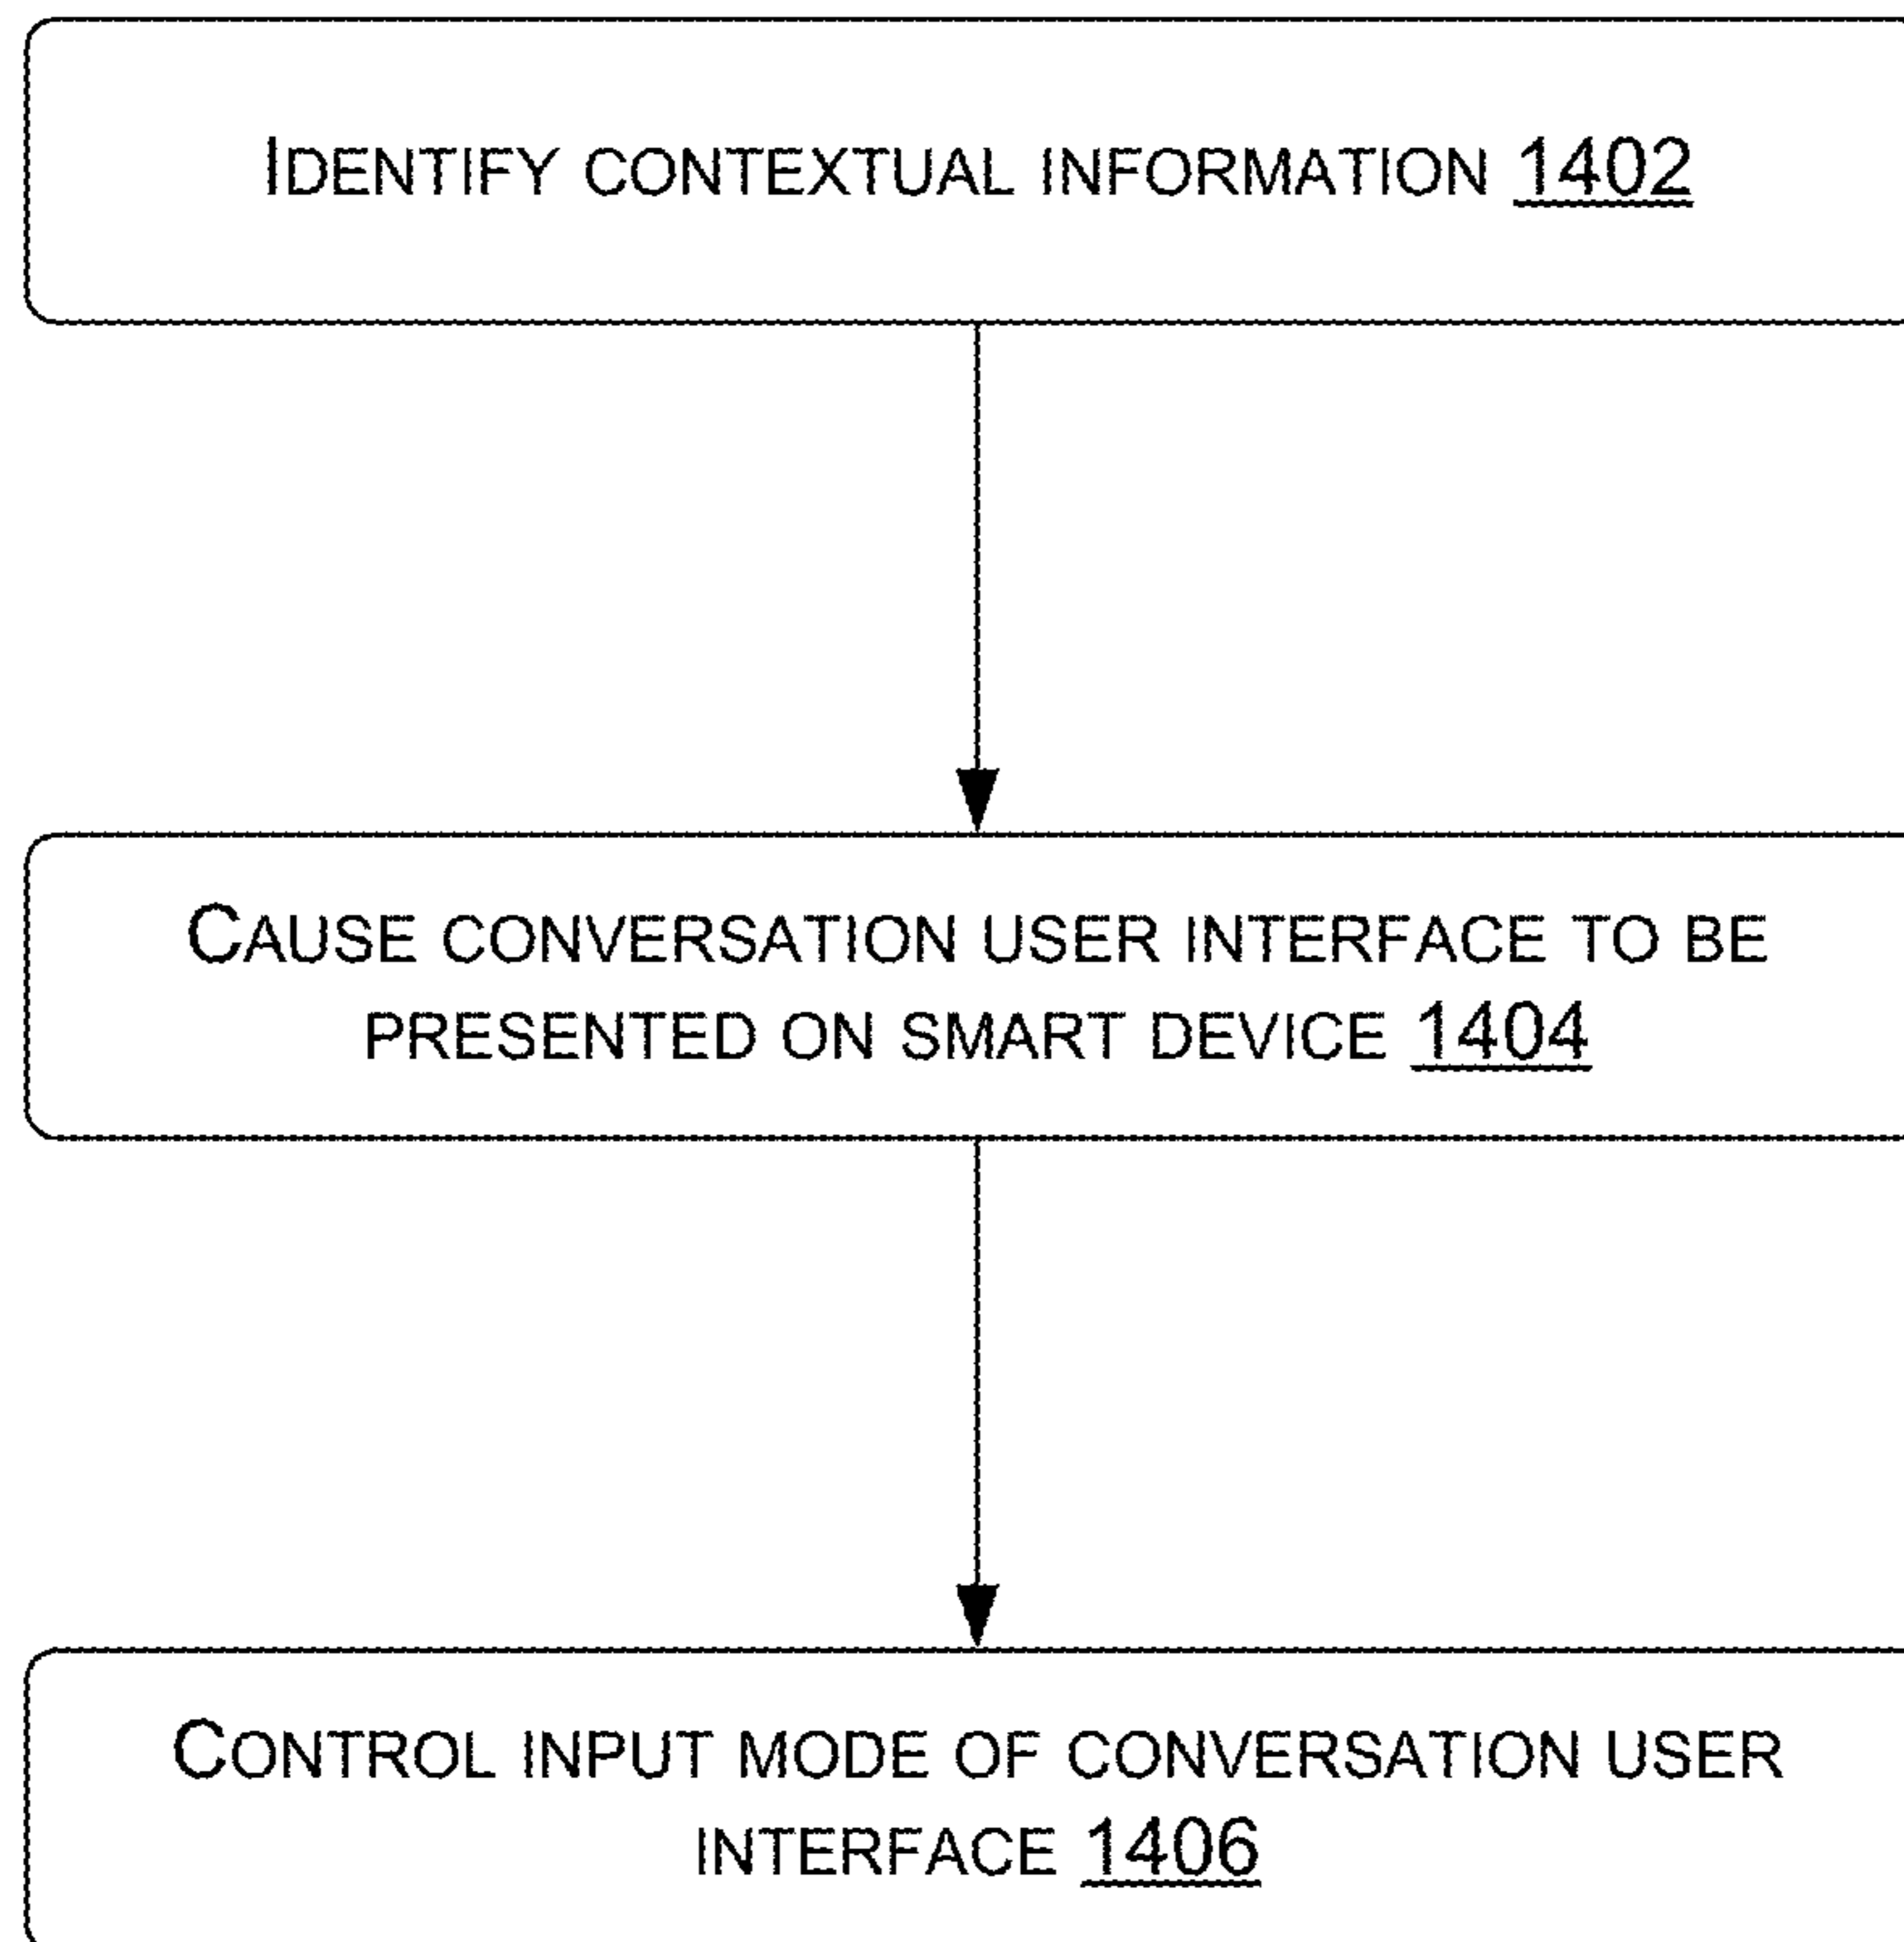 IDENTIFY CONTEXTUAL INFORMATION 1402
CAUSE CONVERSATION USER INTERFACE TO BE
PRESENTED ON SMART DEVICE 1404
CONTROL INPUT MODE OF CONVERSATION USER
INTERFACE 1406